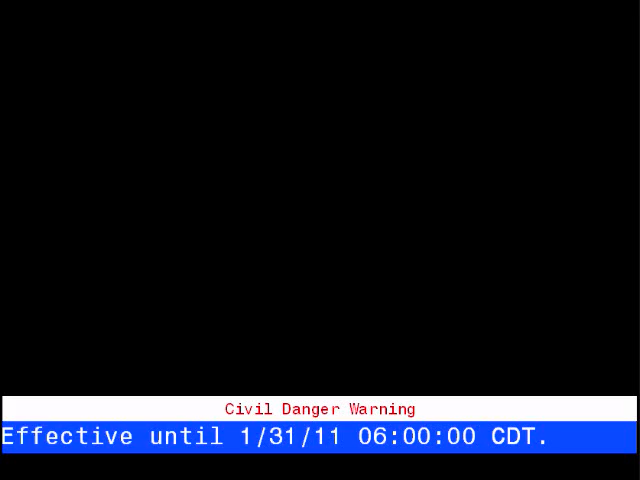 Civil Danger Warning
Effective until 1/31/11 06:00:00 CDT.